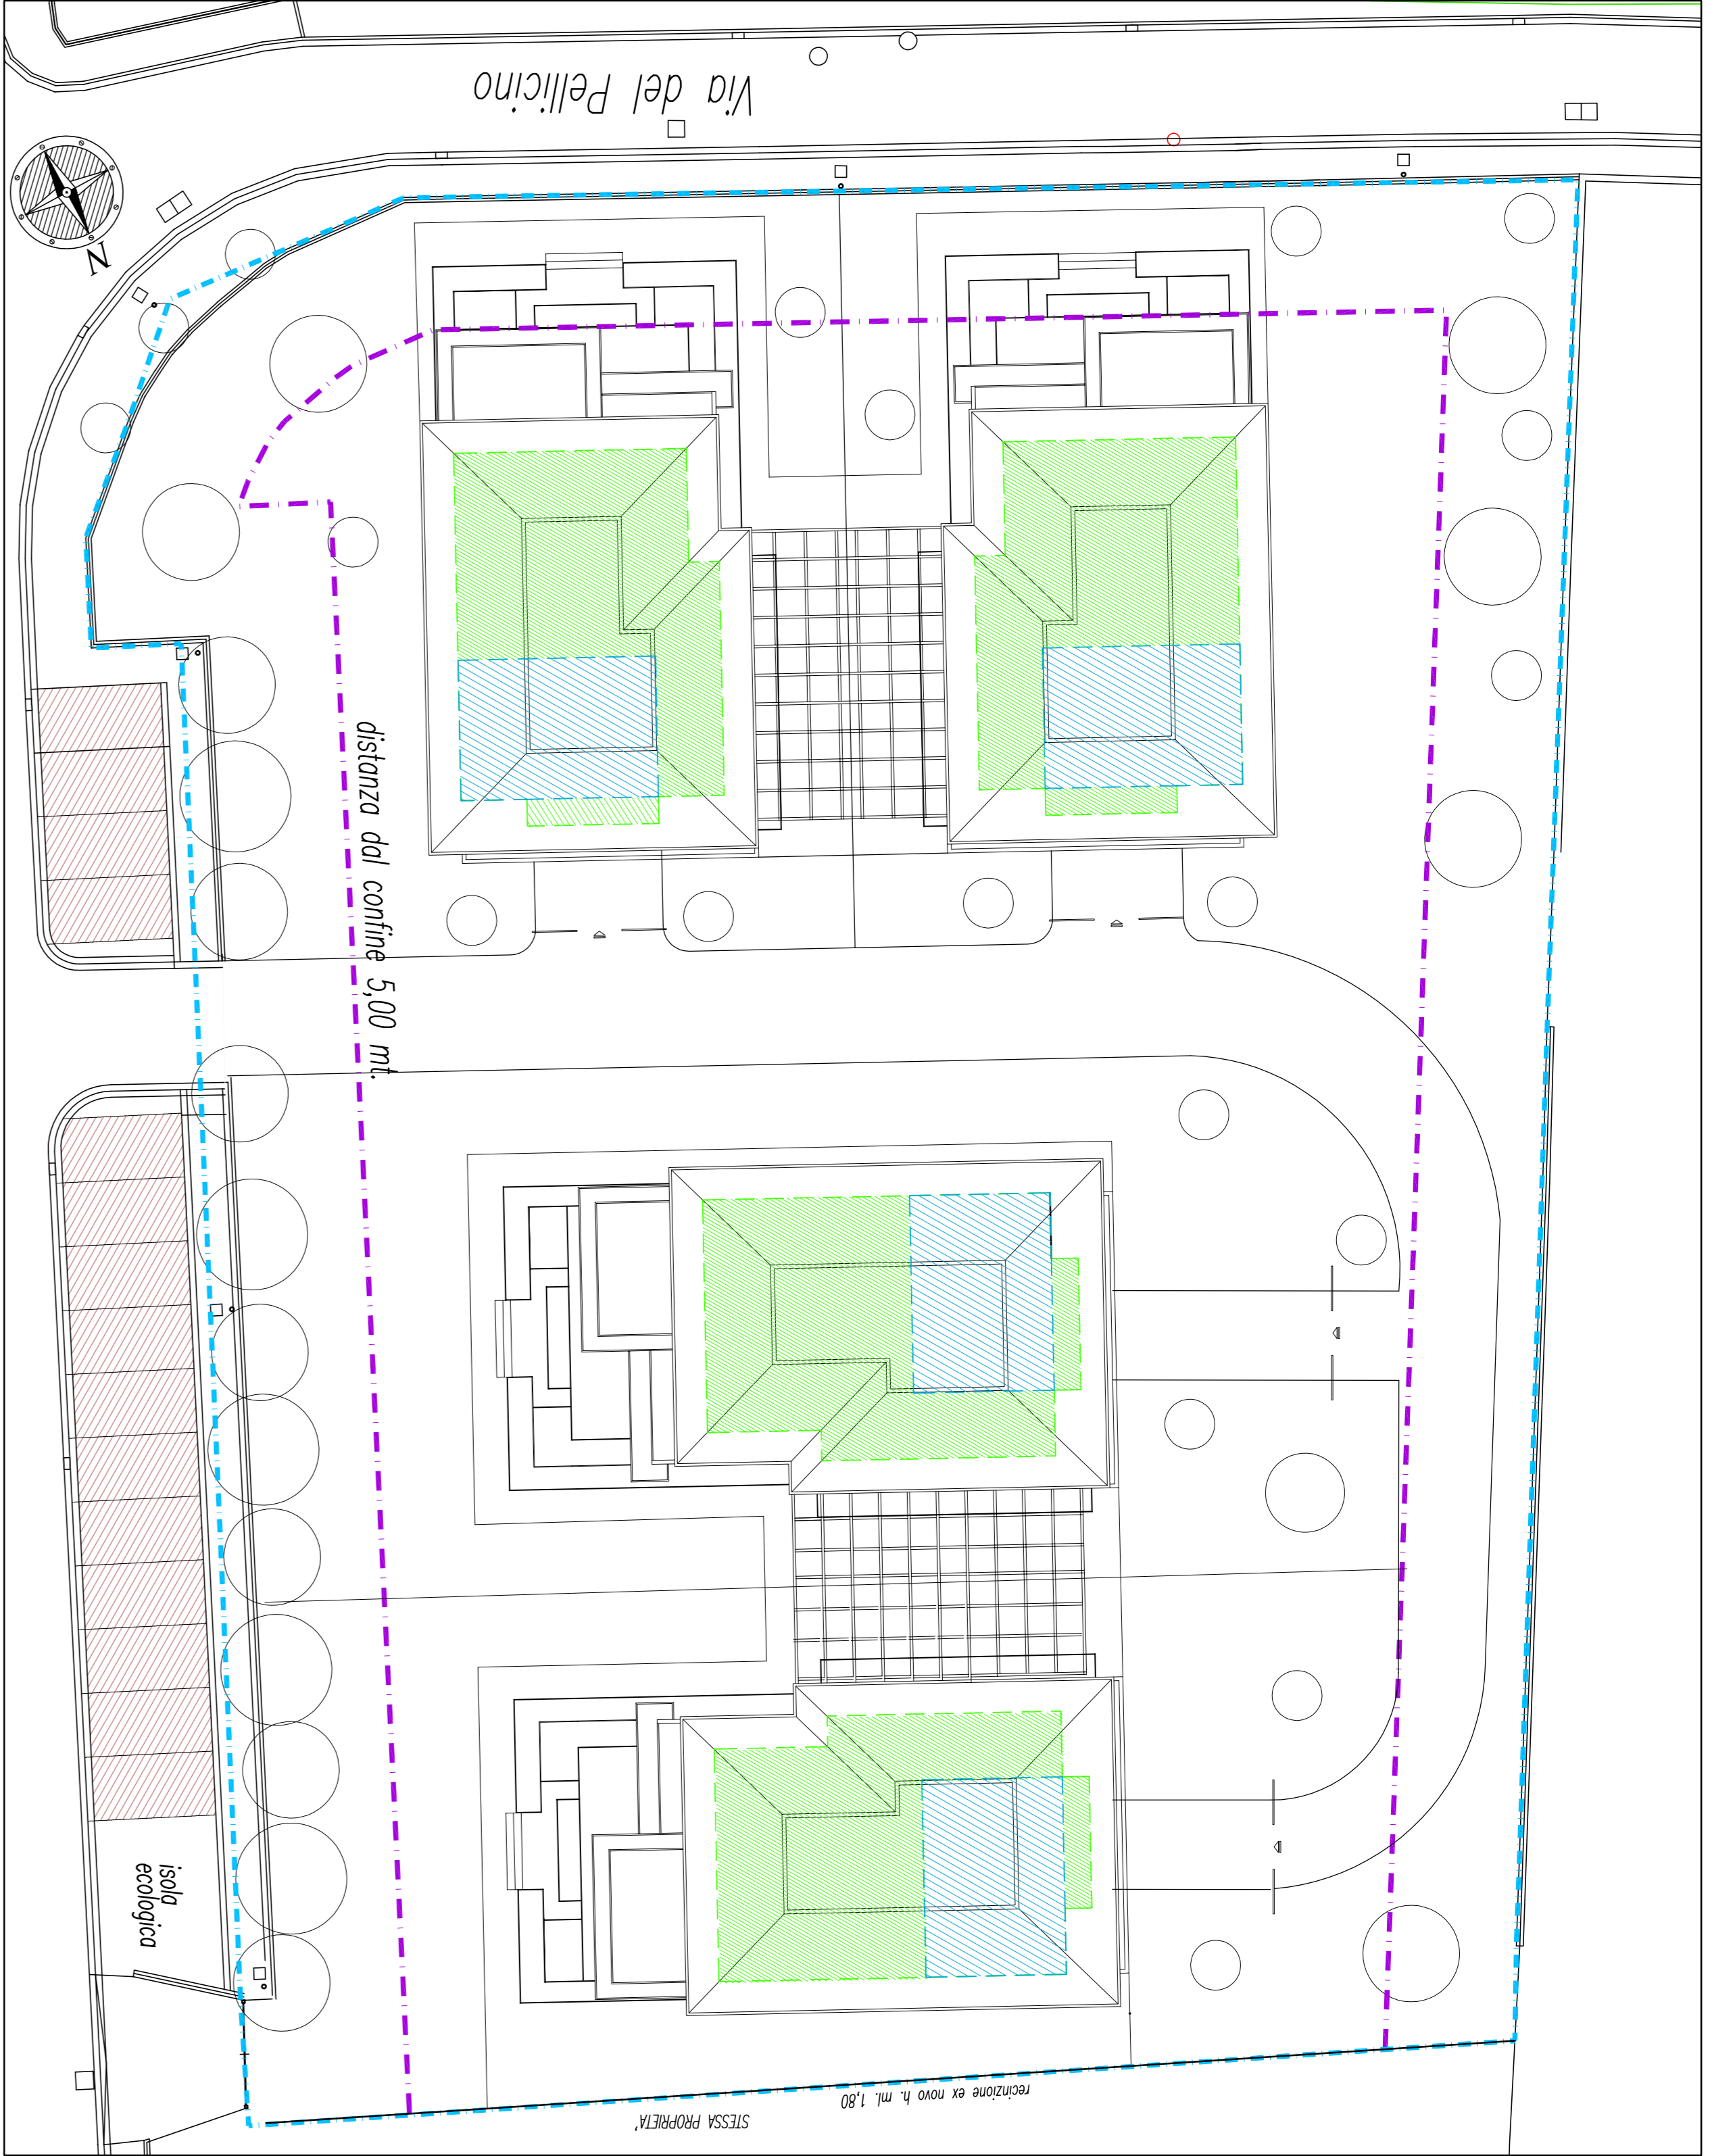 Via del Pellicino
N
distanza dal confine 5,00 mt.
isola
ecologica
recinzione ex novo h. ml. 1,80
STESSA PROPRIETA'